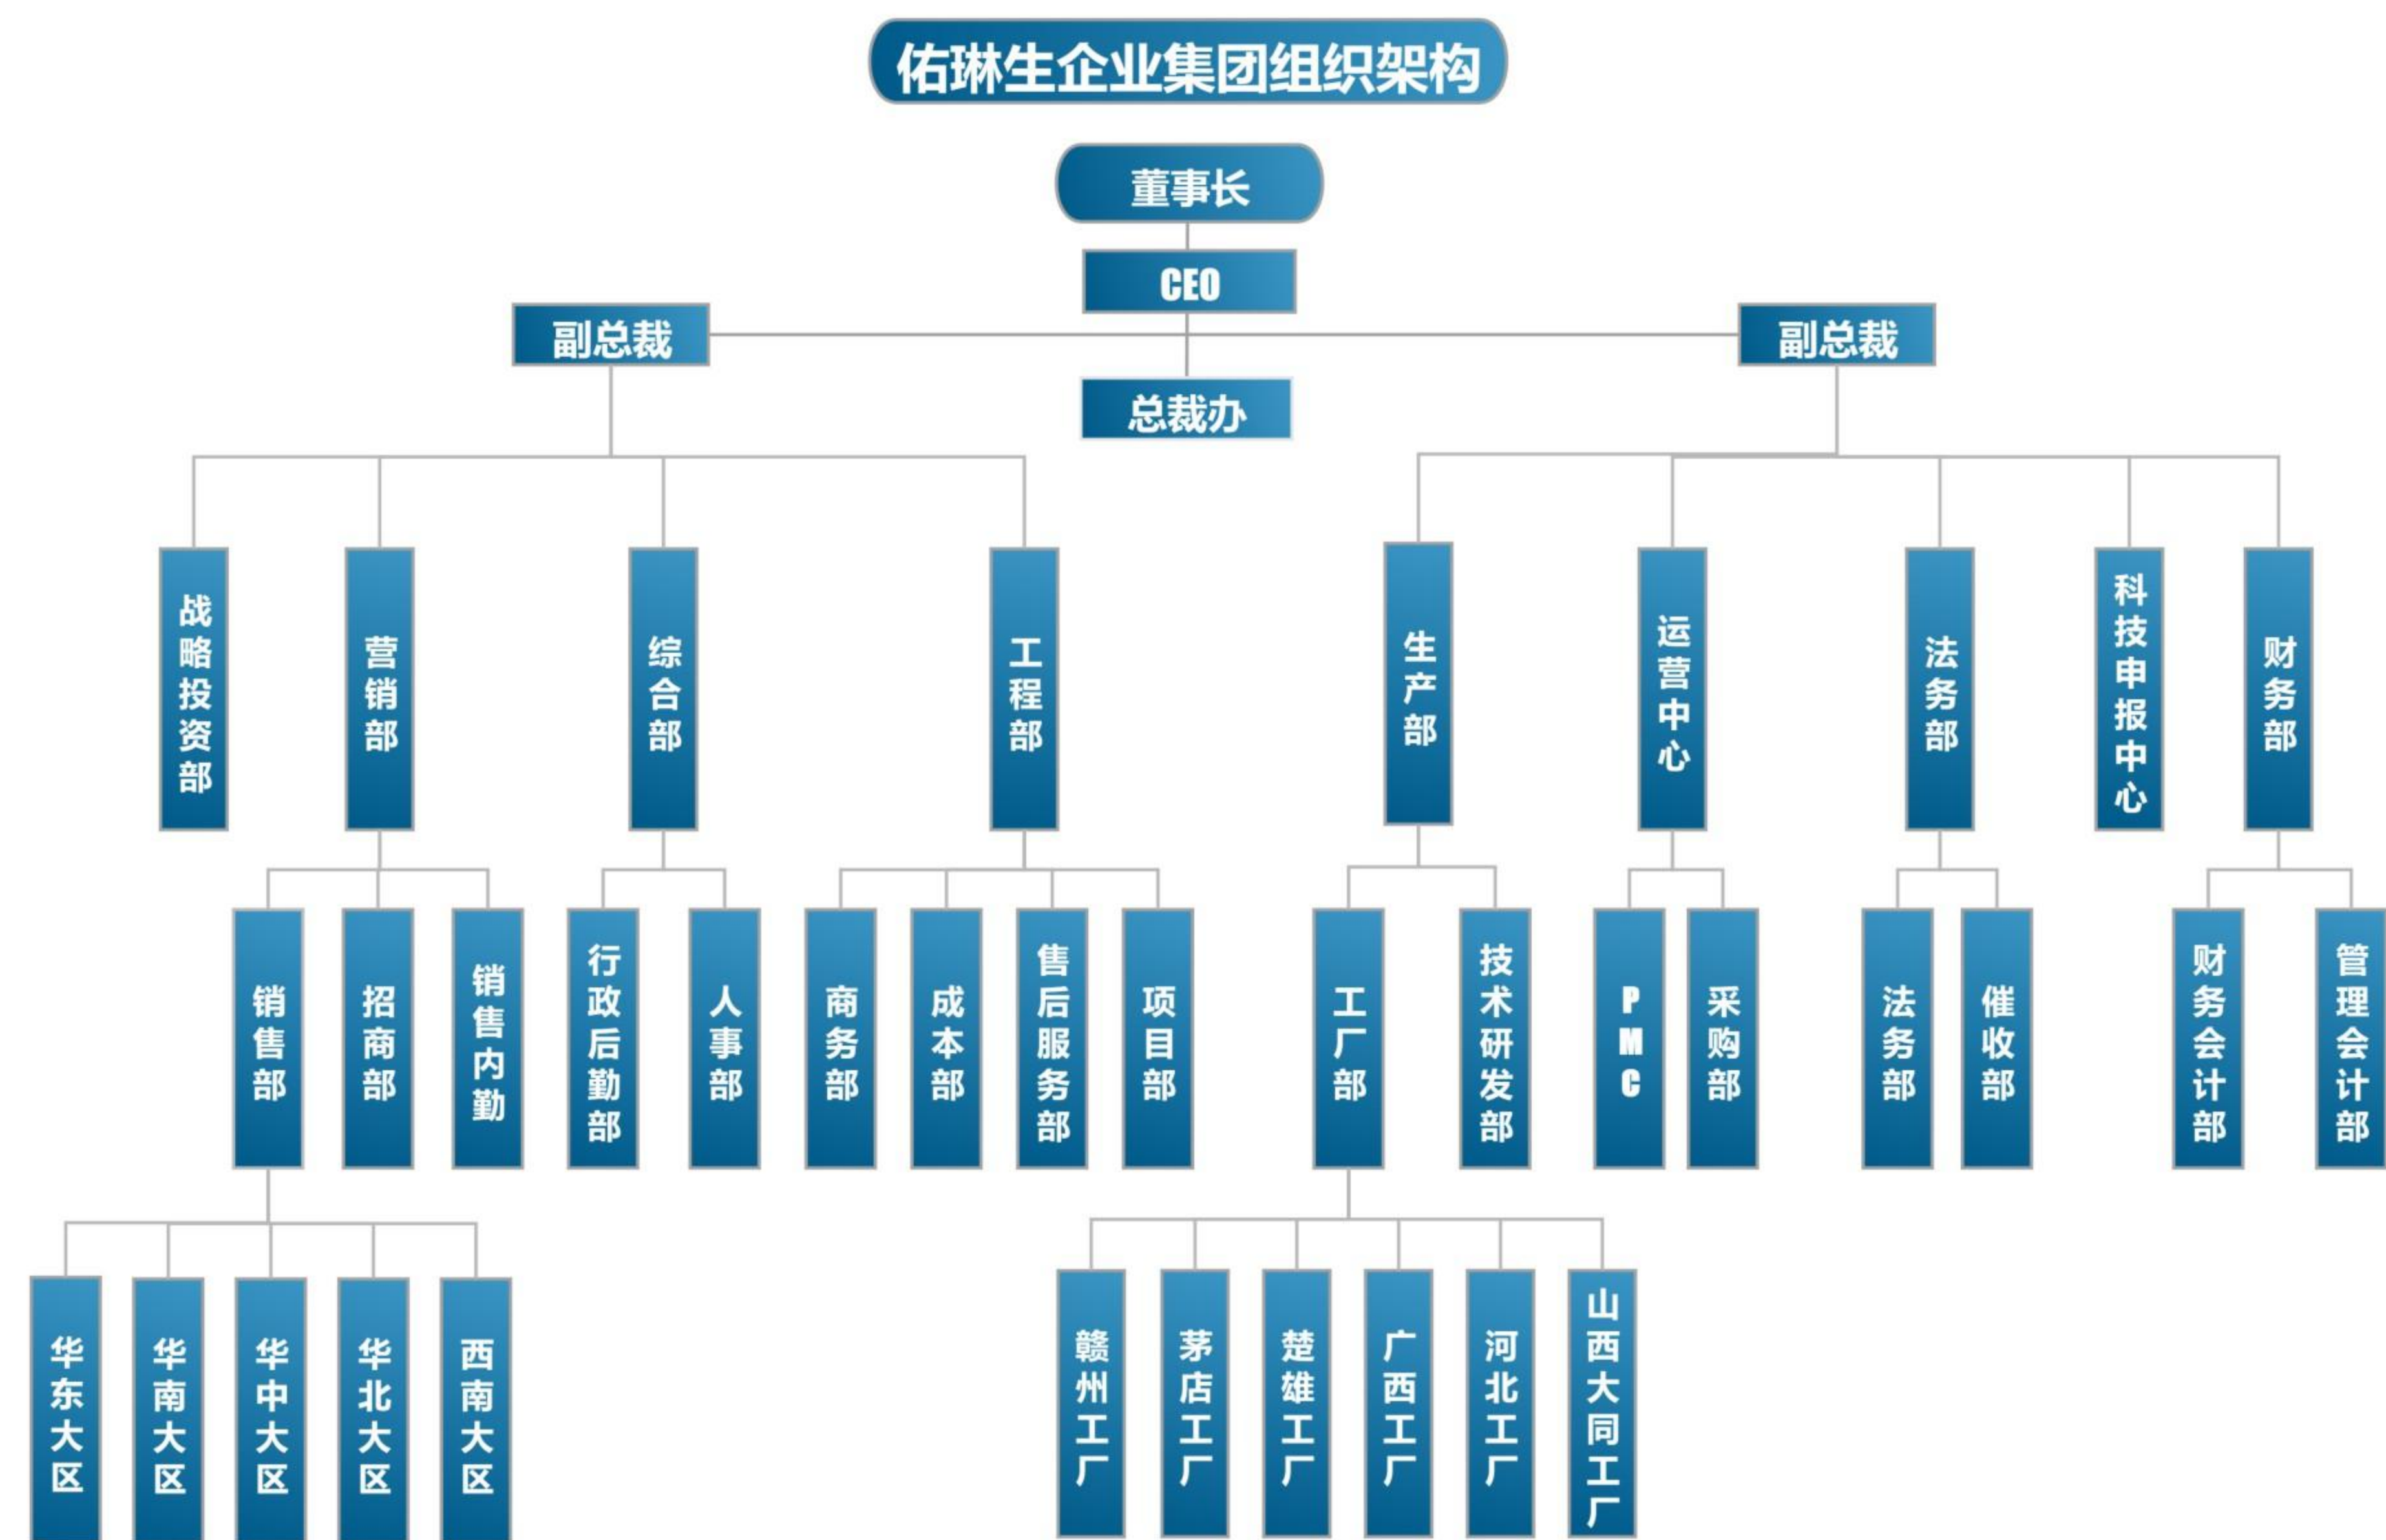 佑琳生企业集团组织架构
董事长
CEO
副总裁
副总裁
总裁办
战略投资部
营销部
综合部
工程部
生产部
运营中心
法务部
科技申报中心
财务部
销售部
招商部
销售内勤
行政后勤部
人事部
商务部
成本部
售后服务部
项目部
工厂部
技术研发部
PMC
采购部
法务部
催收部
财务会计部
管理会计部
华东大区
华南大区
华中大区
华北大区
西南大区
赣州工厂
茅店工厂
楚雄工厂
广西工厂
河北工厂
山西大同工厂